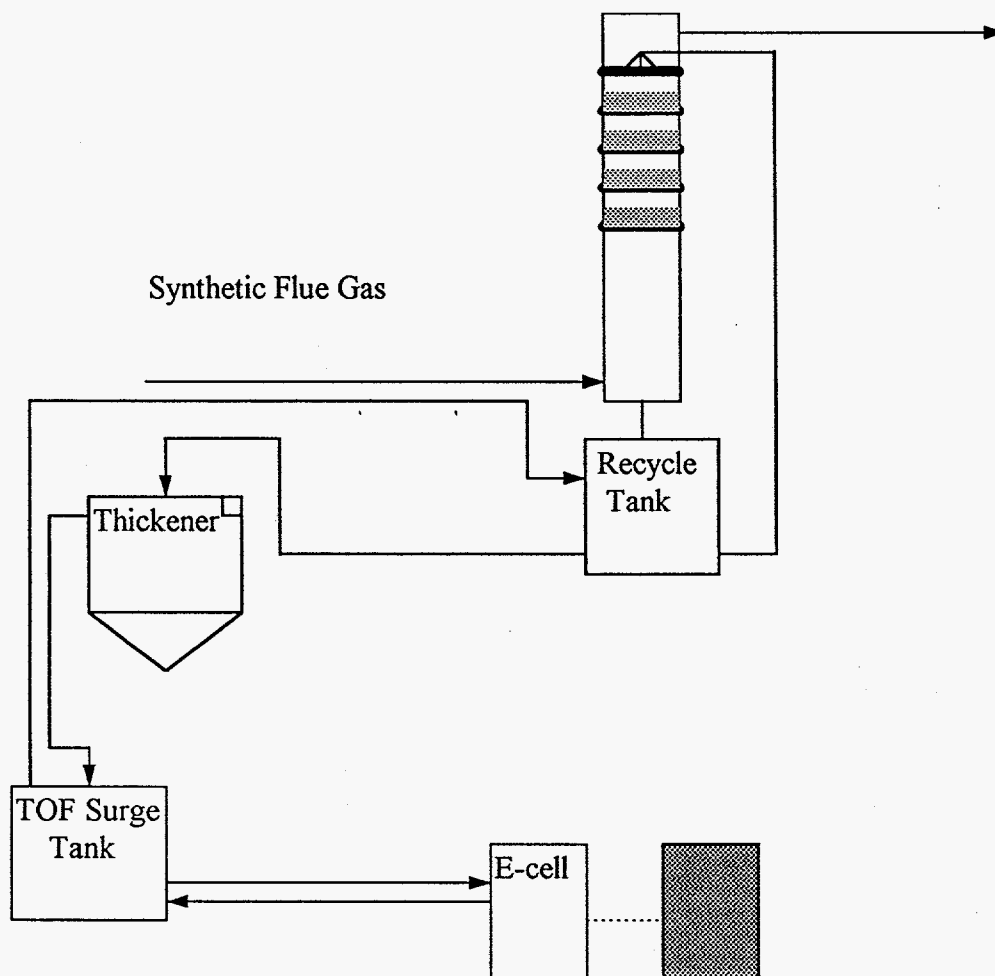 Synthetic Flue Gas
Recycle
Tank
Thickener
TOF Surge
Tank
E-cell